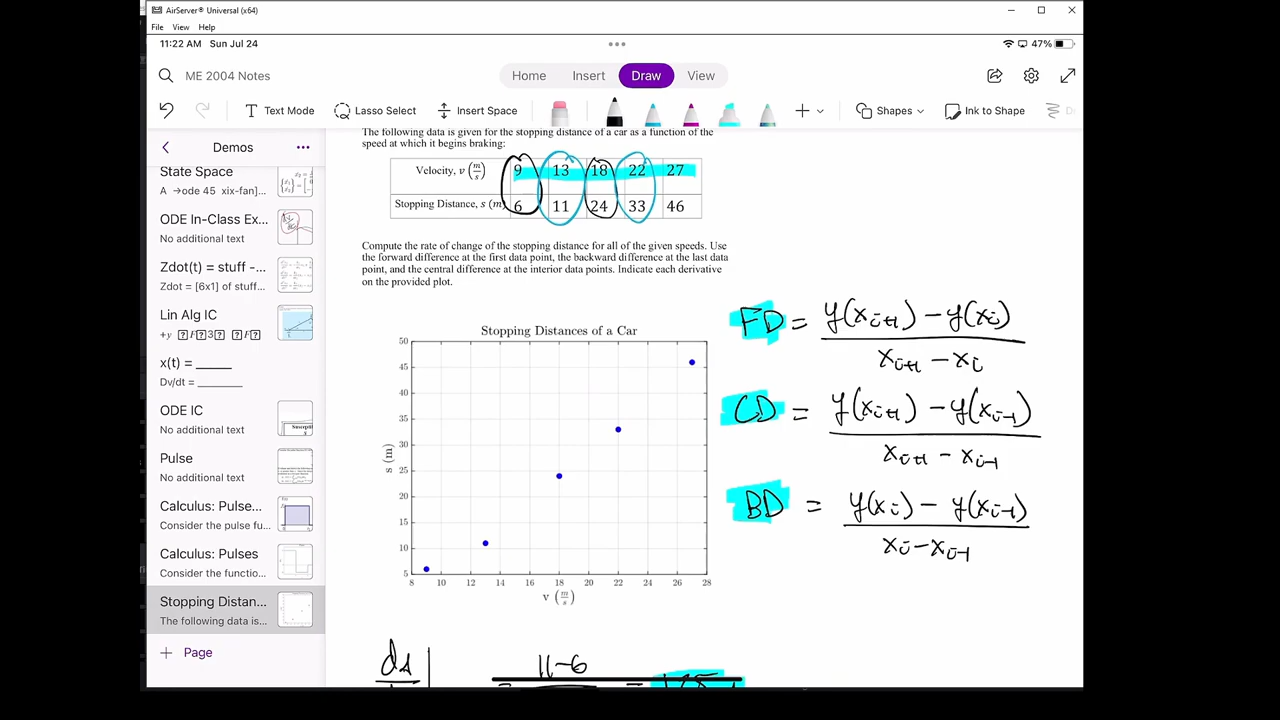 AirServer® Universal (x64)
File View Help
11:22 AM Sun Jul 24
47%
ME 2004 Notes
Home Insert Draw View
Text Mode Lasso Select Insert Space Shapes Ink to Shape
Demos
State Space
A →ode 45 xix-fan]...
ODE In-Class Ex...
No additional text
Zdot(t) = stuff -...
Zdot = [6x1] of stuff...
Lin Alg IC
x(t) = _____
Dv/dt = ________
ODE IC
No additional text
Pulse
No additional text
Calculus: Pulse...
Consider the pulse fu...
Calculus: Pulses
Consider the functio...
Stopping Distan...
The following data is...
+ Page
The following data is given for the stopping distance of a car as a function of the
speed at which it begins braking:
Velocity, v (m/s) 9 13 18 22 27
Stopping Distance, s (m) 6 11 24 33 46
Compute the rate of change of the stopping distance for all of the given speeds. Use
the forward difference at the first data point, the backward difference at the last data
point, and the central difference at the interior data points. Indicate each derivative
on the provided plot.
Stopping Distances of a Car
50
45
40
35
30
25
20
15
10
5
s (m)
8 10 12 14 16 18 20 22 24 26 28
v (m/s)
FD = y(xi+1) - y(xi)
xi+1 - xi
CD = y(xi+1) - y(xi-1)
xi+1 - xi-1
BD = y(xi) - y(xi-1)
xi - xi-1
11-6